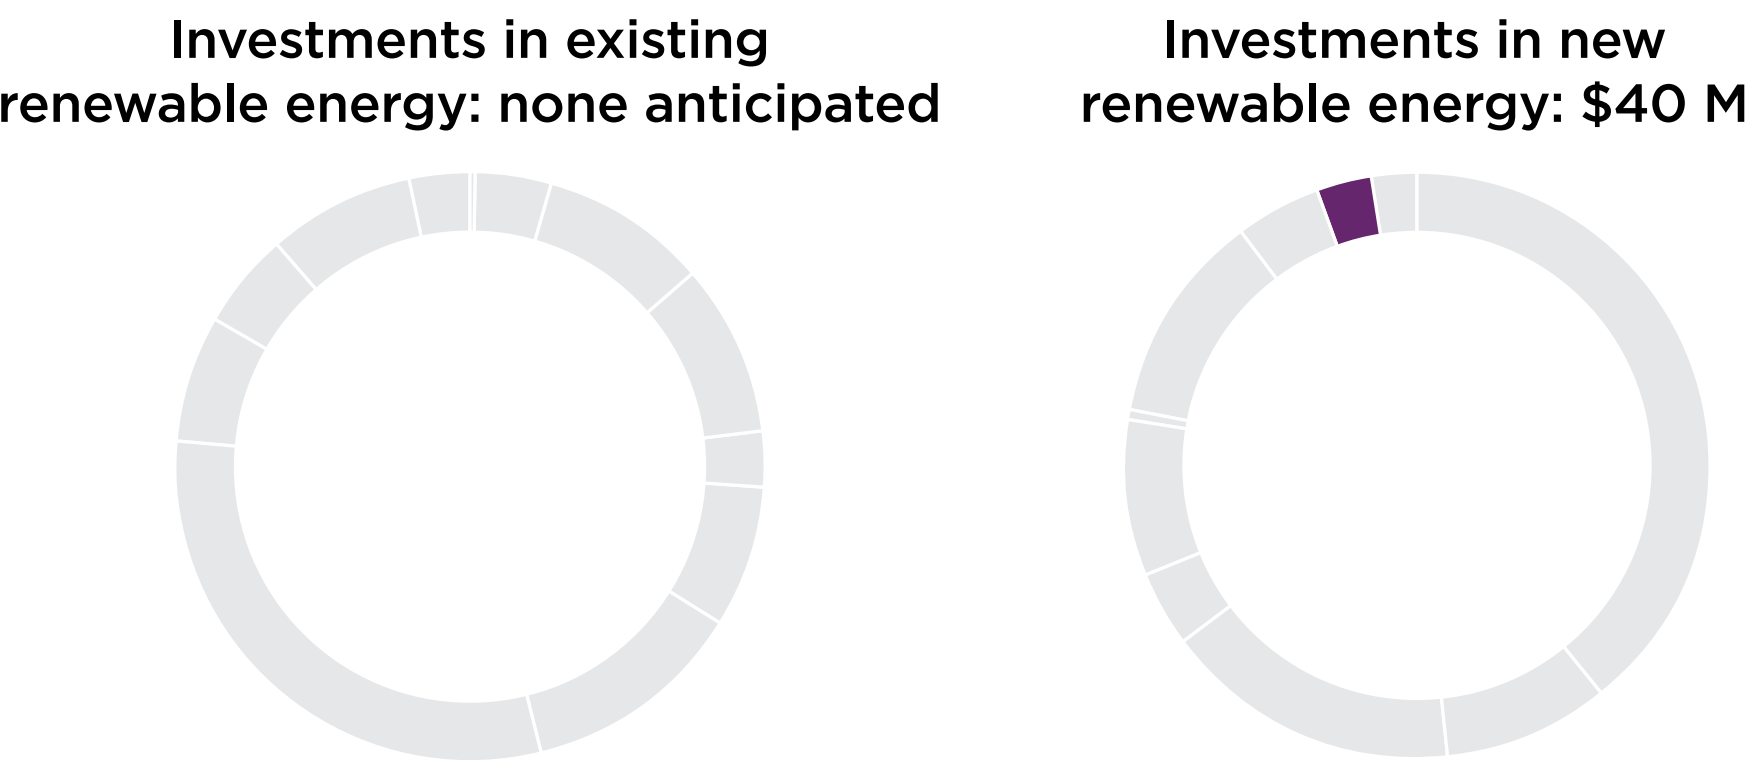 Investments in existing
renewable energy: none anticipated
Investments in new
renewable energy: $40 M